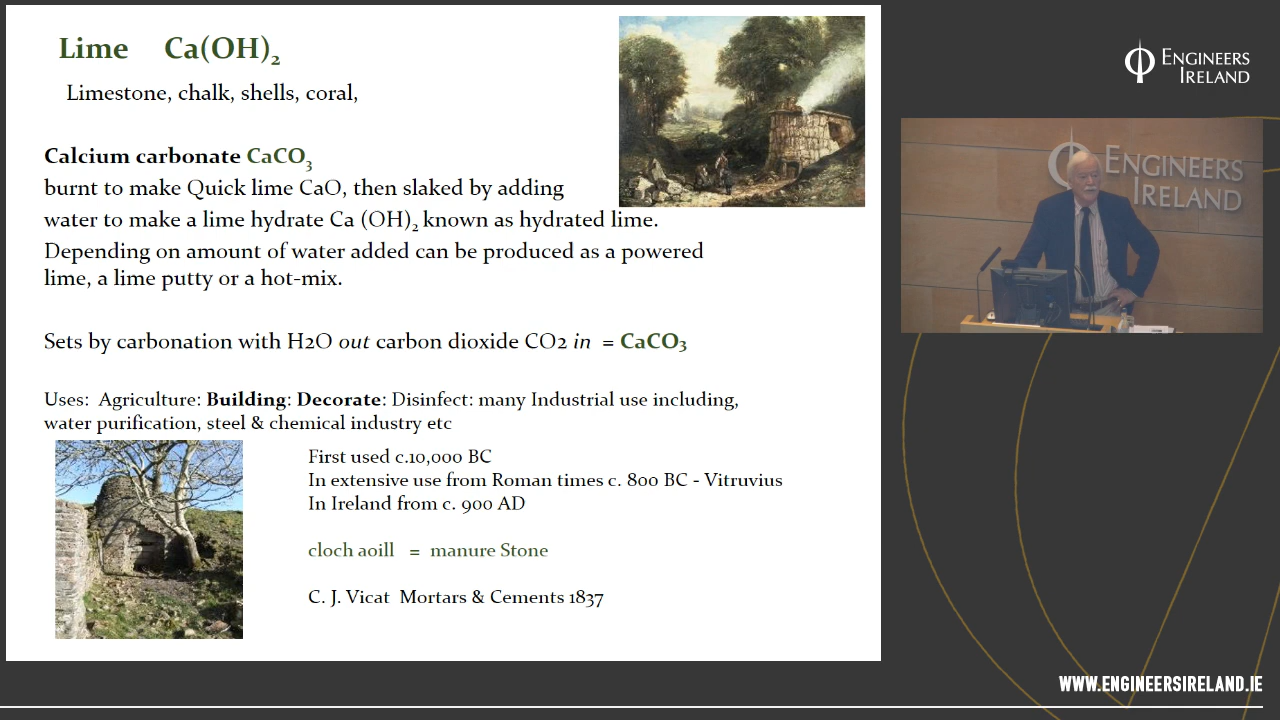 Lime Ca(OH)₂
Limestone, chalk, shells, coral,
Calcium carbonate CaCO₃
burnt to make Quick lime CaO, then slaked by adding
water to make a lime hydrate Ca (OH)₂ known as hydrated lime.
Depending on amount of water added can be produced as a powered
lime, a lime putty or a hot-mix.
Sets by carbonation with H2O out carbon dioxide CO2 in = CaCO3
Uses: Agriculture: Building: Decorate: Disinfect: many Industrial use including,
water purification, steel & chemical industry etc
First used c.10,000 BC
In extensive use from Roman times c. 800 BC - Vitruvius
In Ireland from c. 900 AD
cloch aoill = manure Stone
C. J. Vicat Mortars & Cements 1837
ENGINEERS
IRELAND
ENGINEERS
IRELAND
WWW.ENGINEERSIRELAND.IE